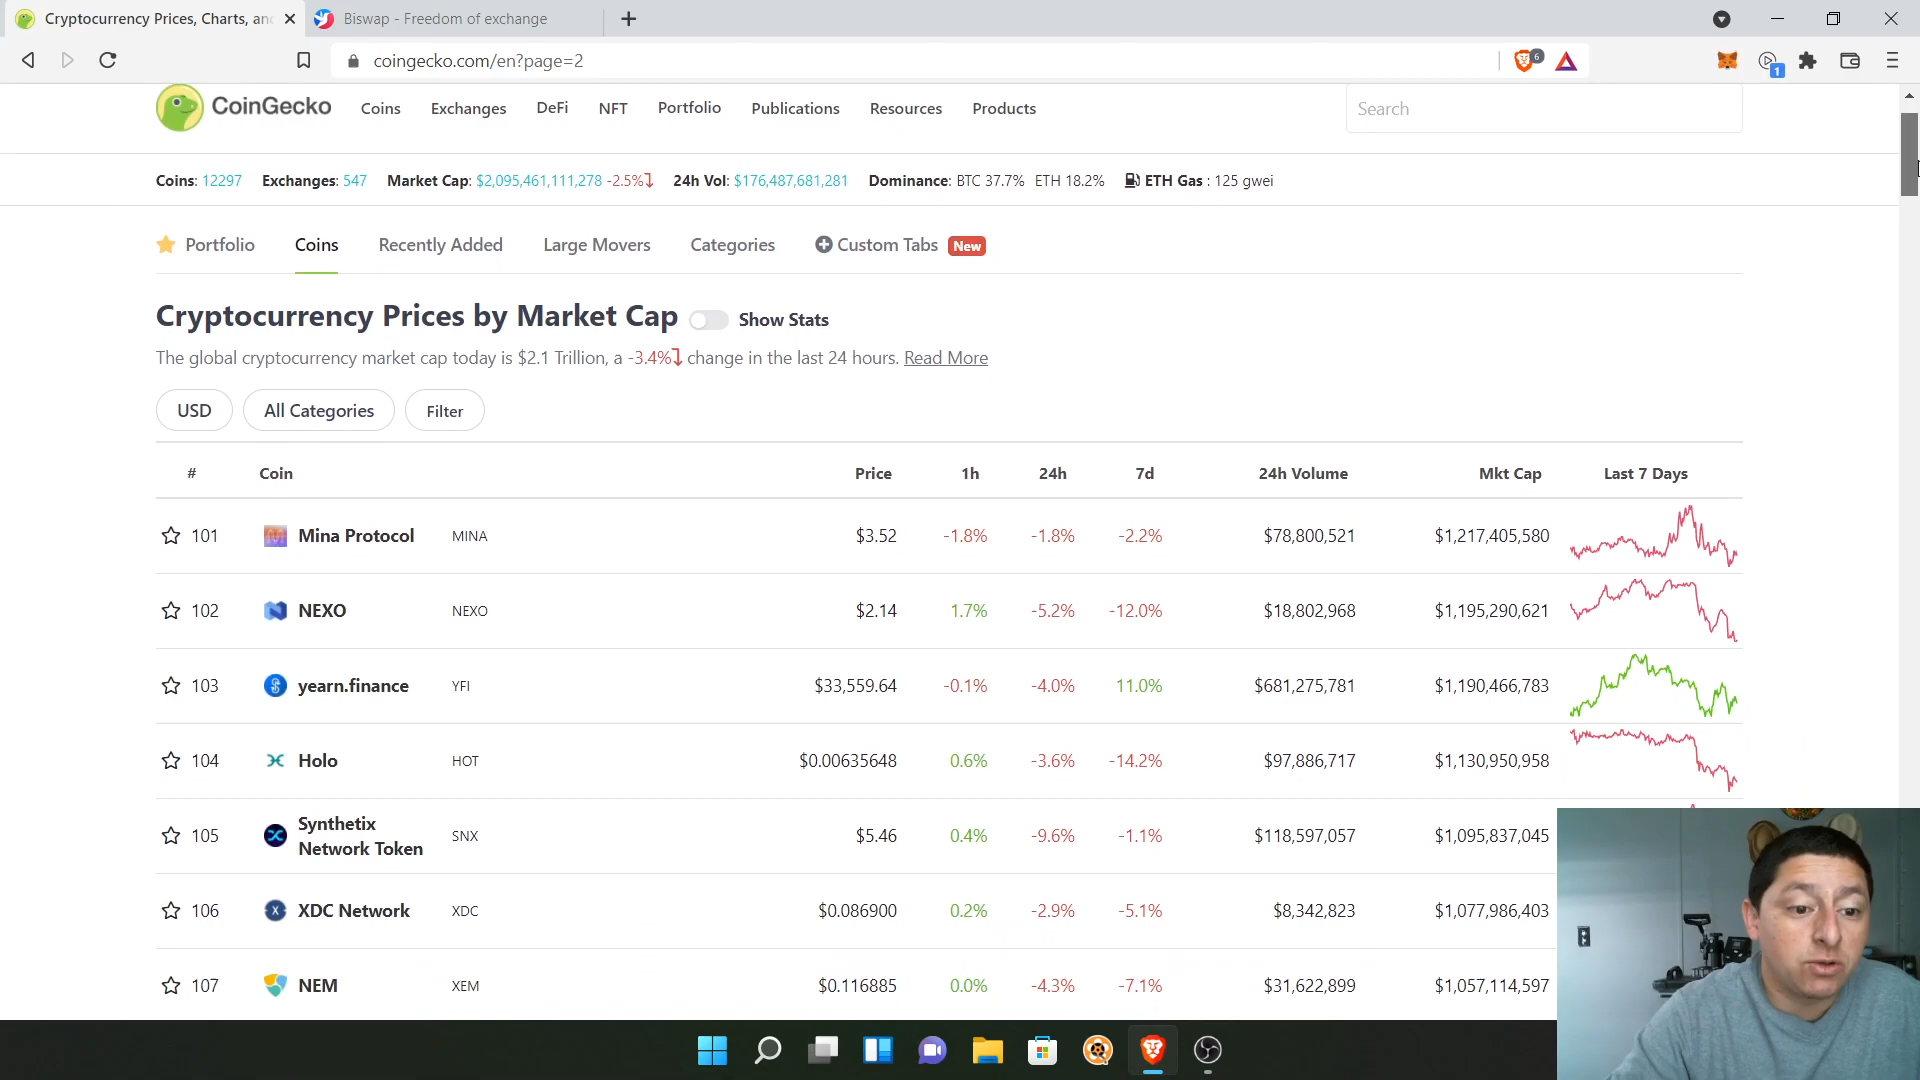 Cryptocurrency Prices, Charts, an
Biswap - Freedom of exchange
coingecko.com/en?page=2
6
1
CoinGecko
Coins
Exchanges
DeFi
NFT
Portfolio
Publications
Resources
Products
Search
Coins: 12297 Exchanges: 547 Market Cap: $2,095,461,111,278 -2.5% 24h Vol: $176,487,681,281 Dominance: BTC 37.7% ETH 18.2% ETH Gas : 125 gwei
Portfolio
Coins
Recently Added
Large Movers
Categories
Custom Tabs New
Cryptocurrency Prices by Market Cap Show Stats
The global cryptocurrency market cap today is $2.1 Trillion, a -3.4% change in the last 24 hours. Read More
USD
All Categories
Filter
# Coin Price 1h 24h 7d 24h Volume Mkt Cap Last 7 Days
101 Mina Protocol MINA $3.52 -1.8% -1.8% -2.2% $78,800,521 $1,217,405,580
102 NEXO NEXO $2.14 1.7% -5.2% -12.0% $18,802,968 $1,195,290,621
103 yearn.finance YFI $33,559.64 -0.1% -4.0% 11.0% $681,275,781 $1,190,466,783
104 Holo HOT $0.00635648 0.6% -3.6% -14.2% $97,886,717 $1,130,950,958
105 Synthetix
Network Token SNX $5.46 0.4% -9.6% -1.1% $118,597,057 $1,095,837,045
106 XDC Network XDC $0.086900 0.2% -2.9% -5.1% $8,342,823 $1,077,986,403
107 NEM XEM $0.116885 0.0% -4.3% -7.1% $31,622,899 $1,057,114,597